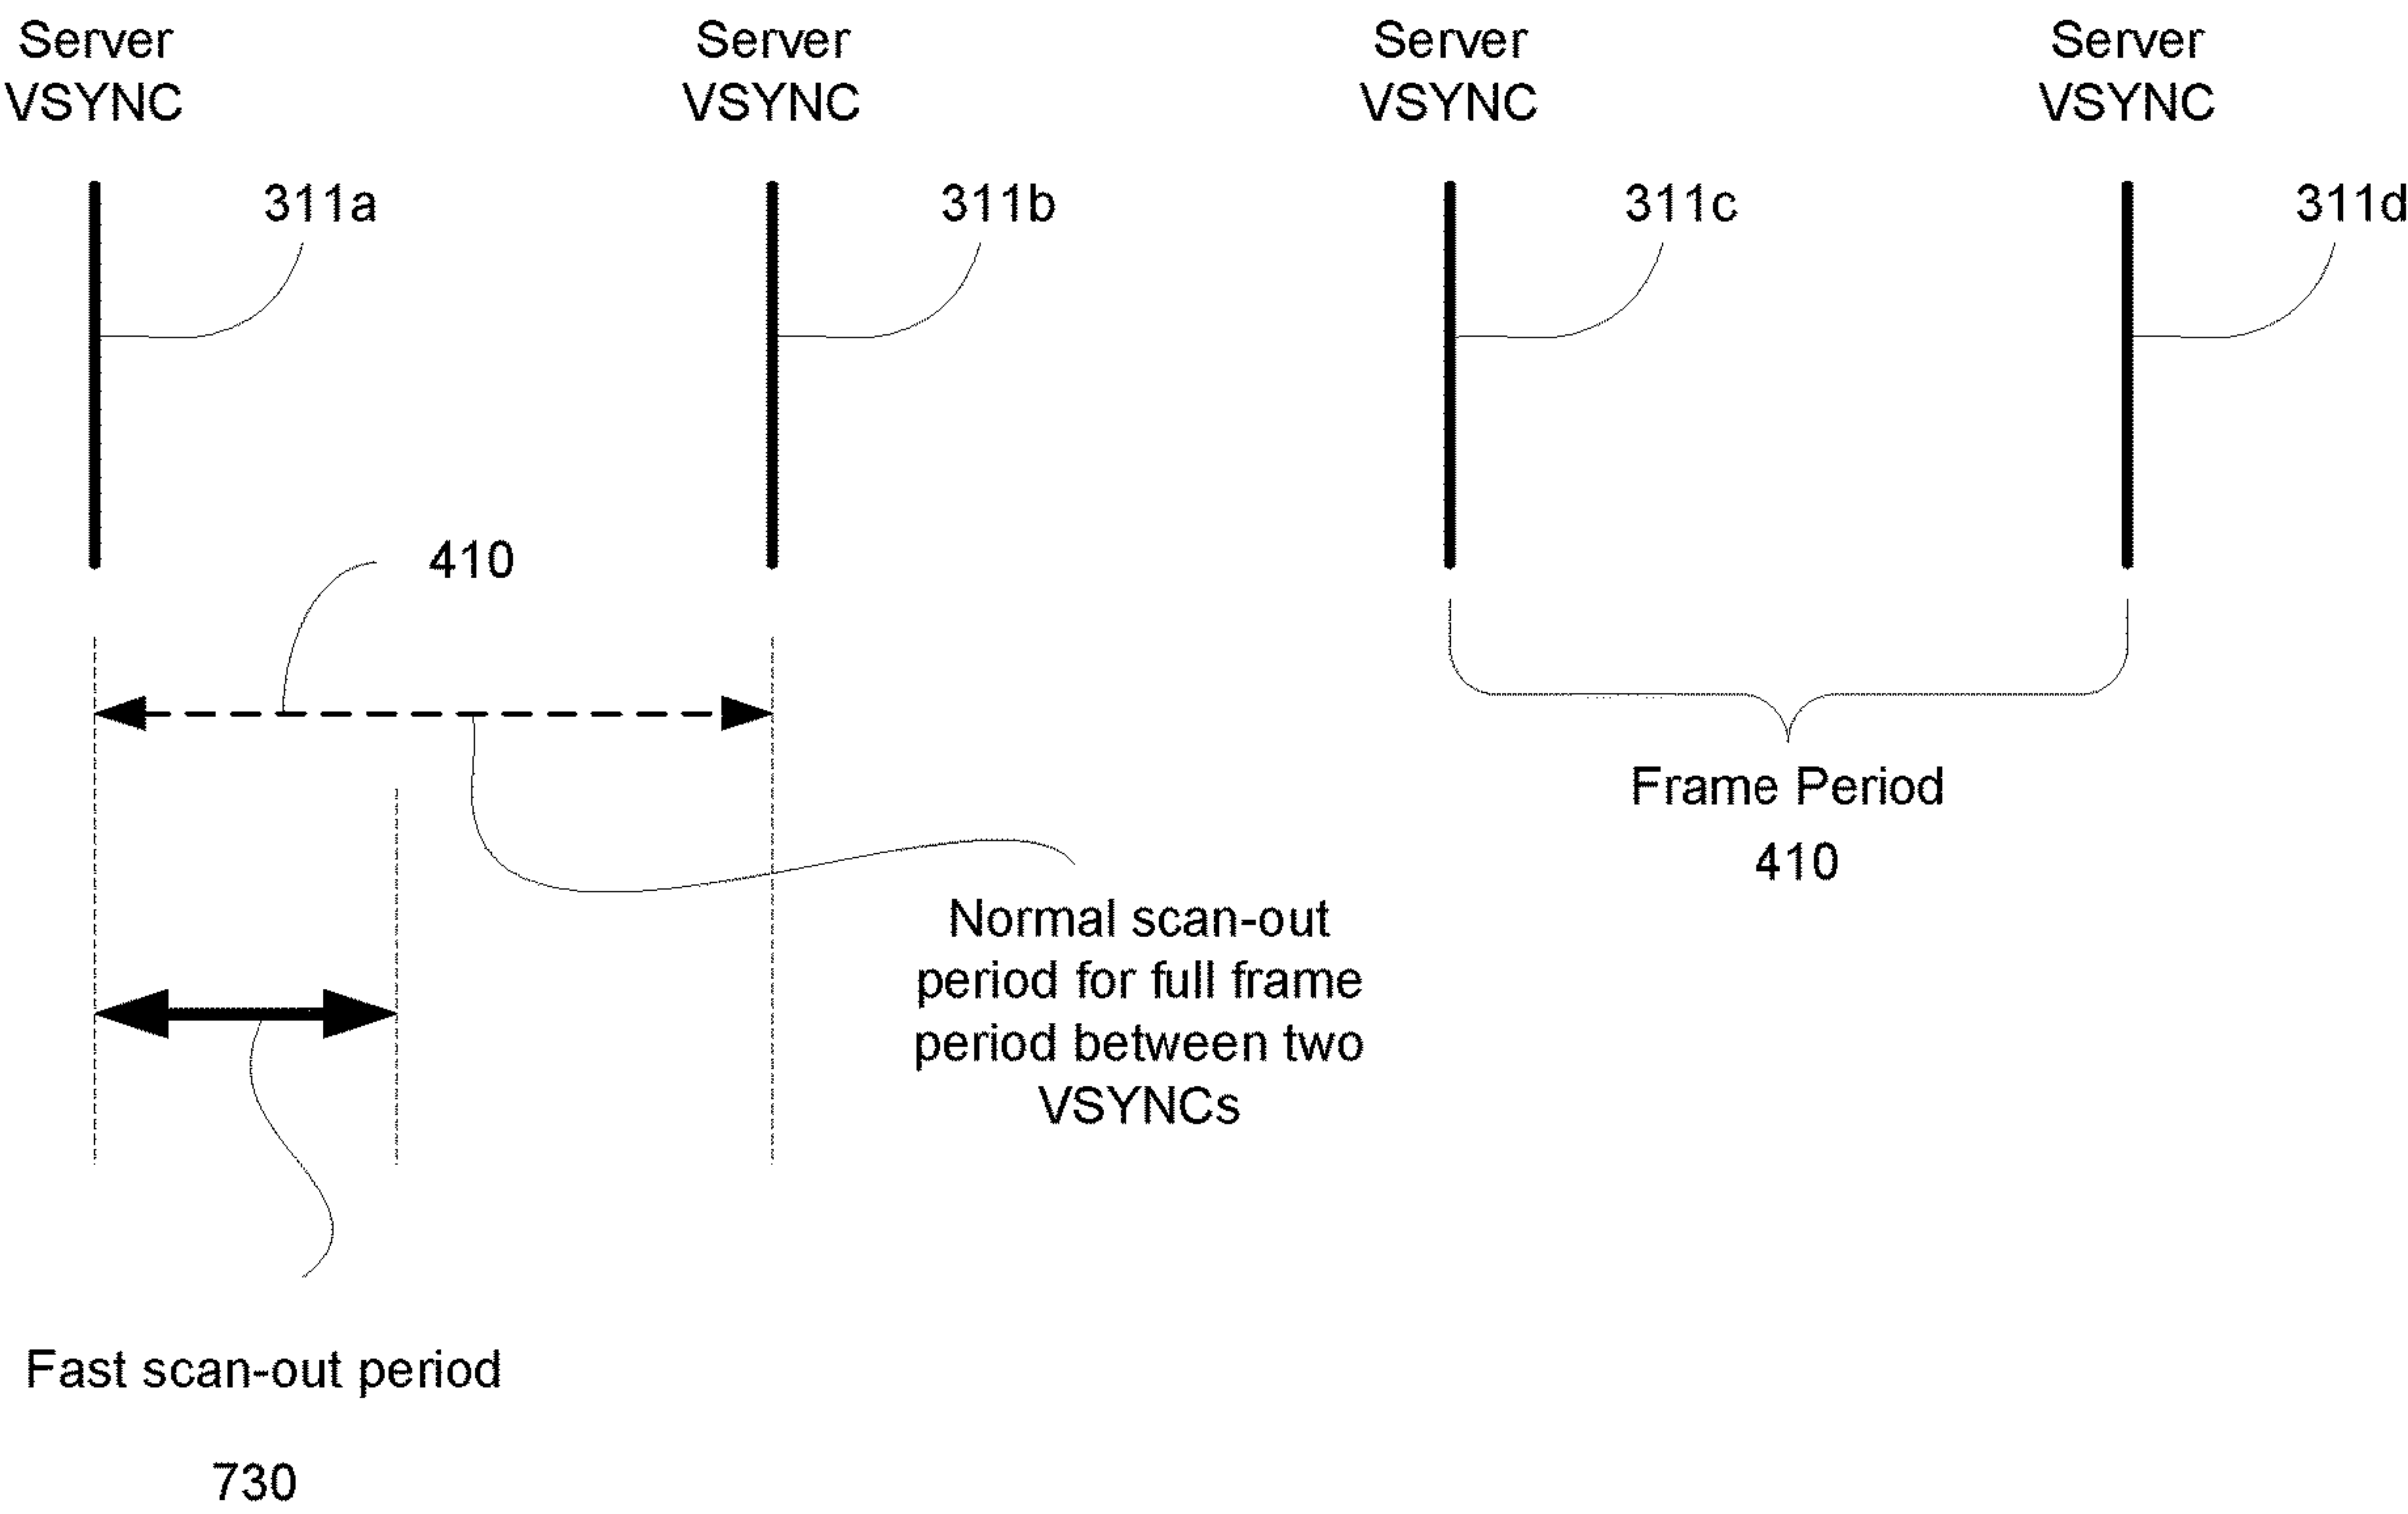 Server
VSYNC
Server
VSYNC
Server
VSYNC
Server
VSYNC
311a
311b
311c
311d
410
Frame Period
410
Normal scan-out
period for full frame
period between two
VSYNCs
Fast scan-out period
730